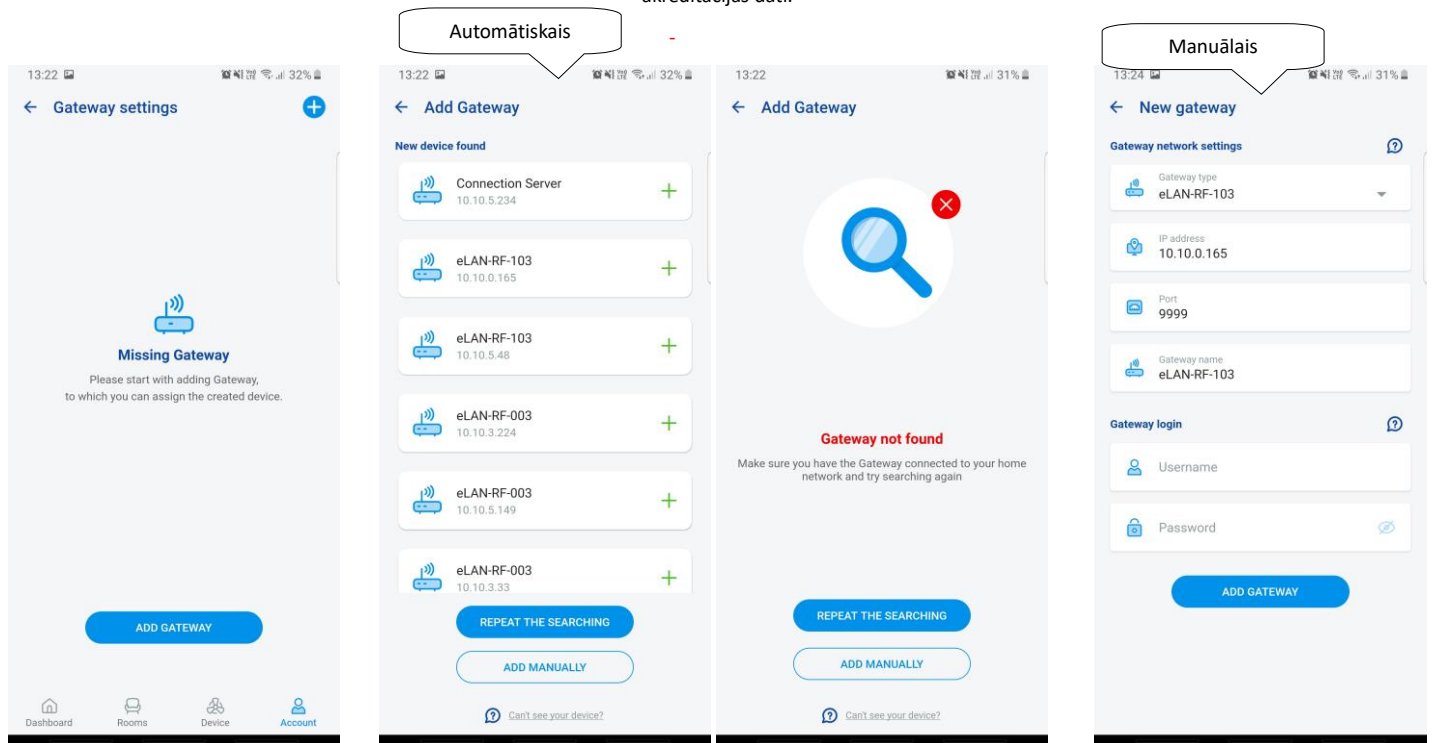 akreditācijas dati.
Automātiskais
-
Manuālais
13:22
32%
Gateway settings
Missing Gateway
Please start with adding Gateway,
to which you can assign the created device.
ADD GATEWAY
Dashboard
Rooms
Device
Account
13:22
32%
Add Gateway
New device found
Connection Server
10.10.5.234
eLAN-RF-103
10.10.0.165
eLAN-RF-103
10.10.5.48
eLAN-RF-003
10.10.3.224
eLAN-RF-003
10.10.5.149
eLAN-RF-003
10.10.3.33
REPEAT THE SEARCHING
ADD MANUALLY
Can't see your device?
13:22
31%
Add Gateway
Gateway not found
Make sure you have the Gateway connected to your home
network and try searching again
REPEAT THE SEARCHING
ADD MANUALLY
Can't see your device?
13:24
31%
New gateway
Gateway network settings
Gateway type
eLAN-RF-103
IP address
10.10.0.165
Port
9999
Gateway name
eLAN-RF-103
Gateway login
Username
Password
ADD GATEWAY